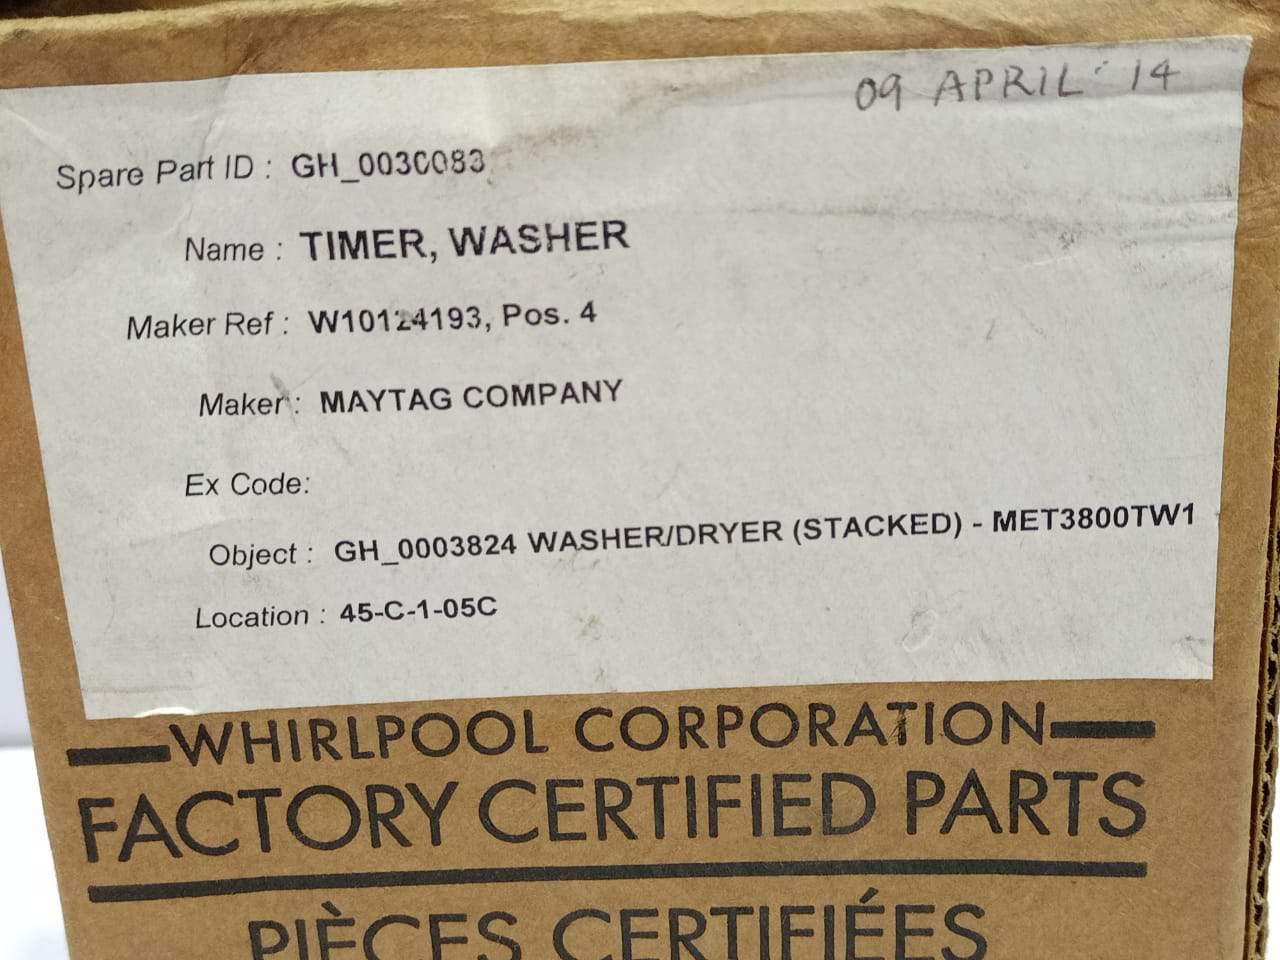 09 APRIL '14
Spare Part ID : GH_0030083
Name : TIMER, WASHER
Maker Ref : W10124193, Pos. 4
Maker : MAYTAG COMPANY
Ex Code:
Object : GH_0003824 WASHER/DRYER (STACKED) - MET3800TW1
Location : 45-C-1-05C
WHIRLPOOL CORPORATION
FACTORY CERTIFIED PARTS
PIÈCES CERTIFIÉES